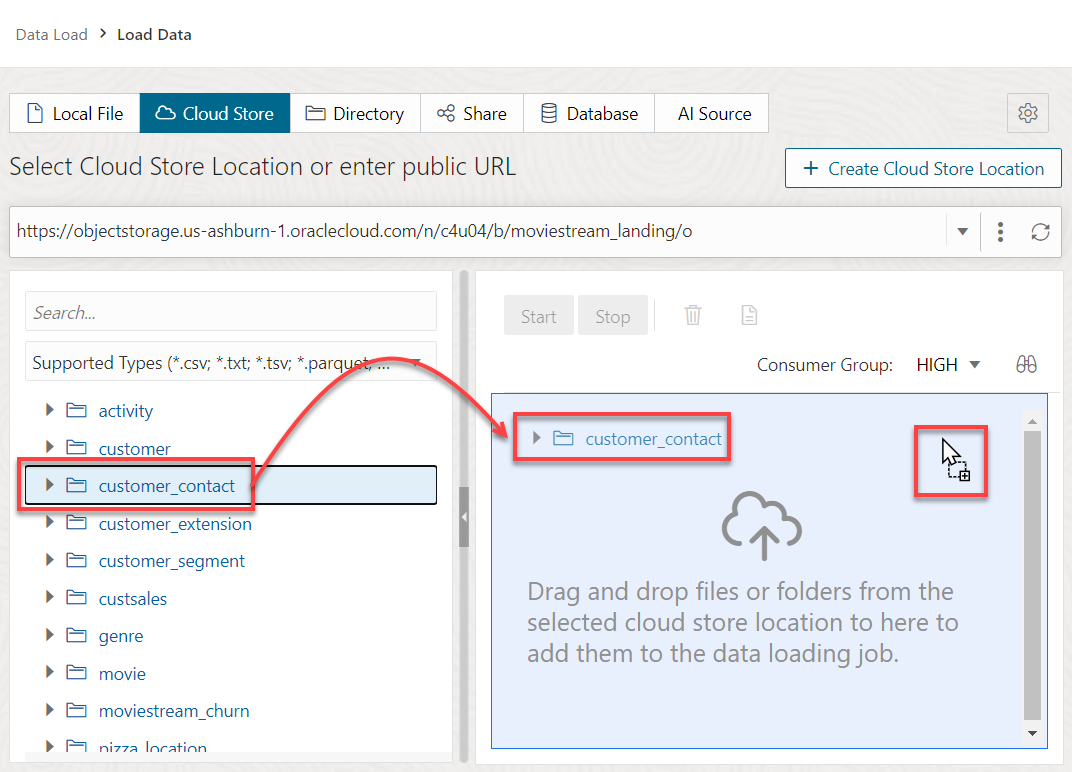 Data Load > Load Data
Local File Cloud Store Directory Share Database AI Source
Select Cloud Store Location or enter public URL
+ Create Cloud Store Location
https://objectstorage.us-ashburn-1.oraclecloud.com/n/c4u04/b/moviestream_landing/o
Search...
Supported Types (*.csv; *.txt; *.tsv; *.parquet; ...
activity
customer
customer_contact
customer_extension
customer_segment
custsales
genre
movie
moviestream_churn
pizza_location
Start Stop
Consumer Group: HIGH
customer_contact
Drag and drop files or folders from the
selected cloud store location to here to
add them to the data loading job.